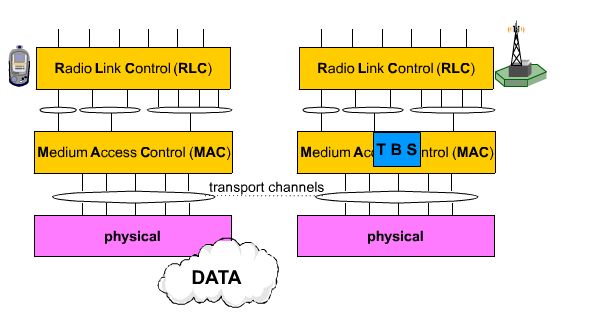 Radio Link Control (RLC)
Radio Link Control (RLC)
Medium Access Control (MAC)
Medium Acc
TBS
ntrol (MAC)
transport channels
physical
physical
DATA